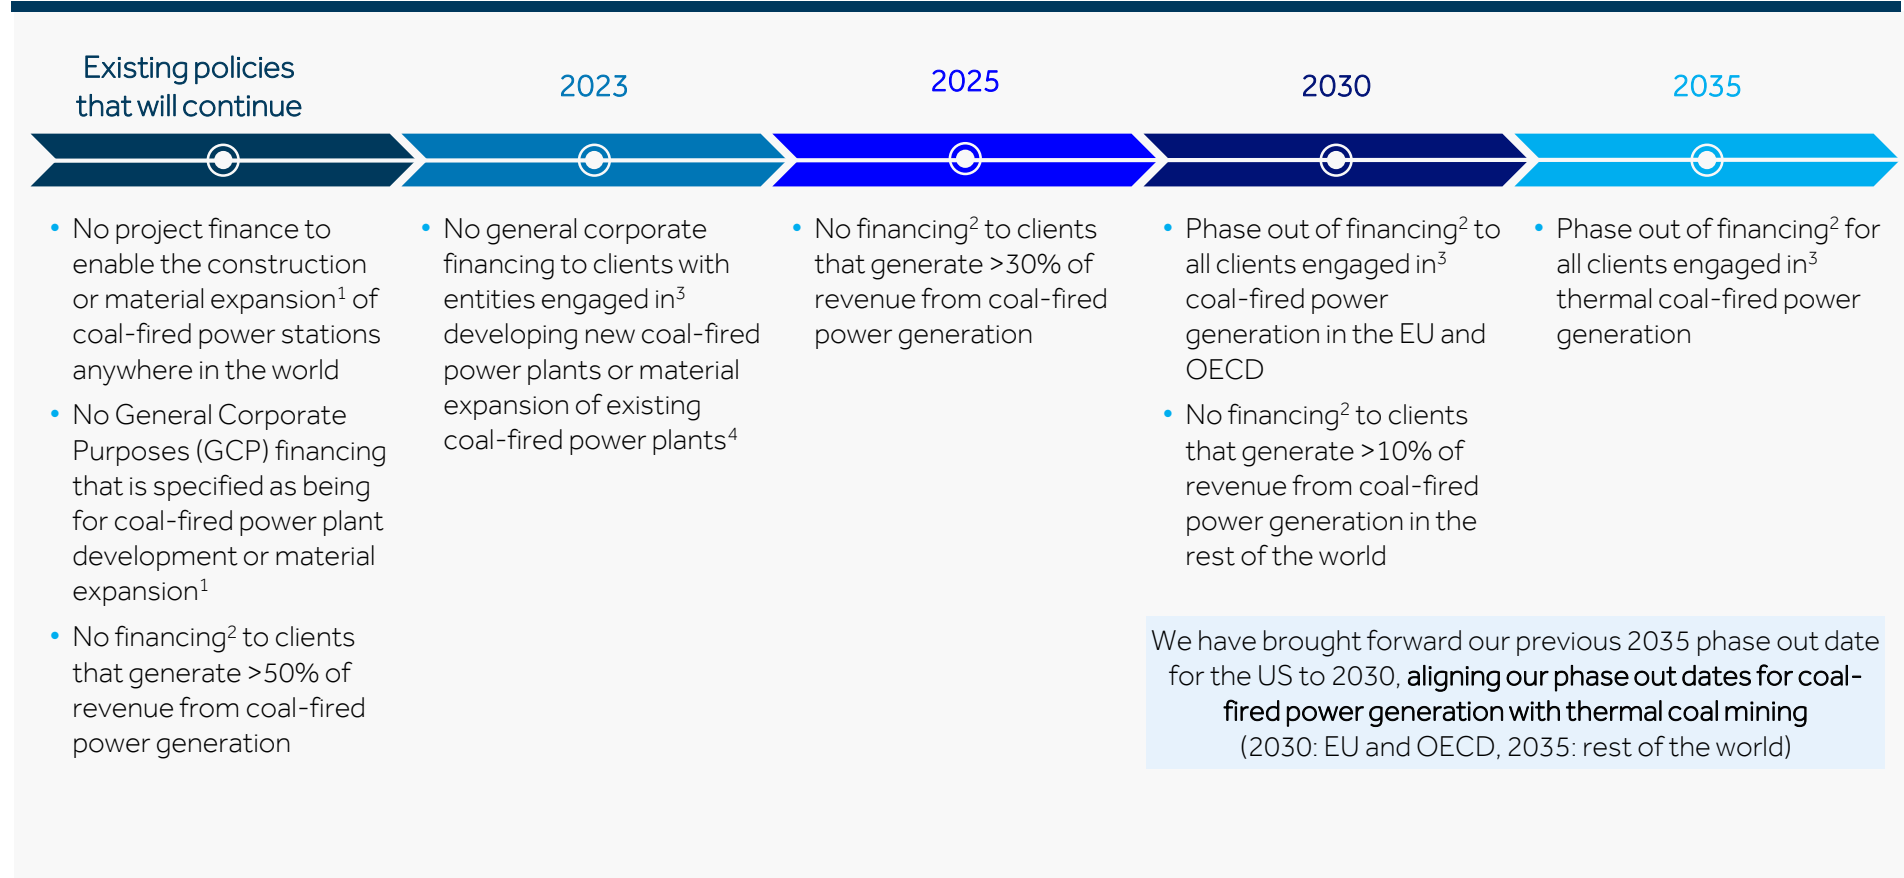 Existing policies
that will continue
2023
2025
2030
2035
• No project finance to
enable the construction
or material expansion¹ of
coal-fired power stations
anywhere in the world
• No General Corporate
Purposes (GCP) financing
that is specified as being
for coal-fired power plant
development or material
expansion¹
• No financing² to clients
that generate >50% of
revenue from coal-fired
power generation
• No general corporate
financing to clients with
entities engaged in³
developing new coal-fired
power plants or material
expansion of existing
coal-fired power plants⁴
• No financing² to clients
that generate >30% of
revenue from coal-fired
power generation
• Phase out of financing² to
all clients engaged in³
coal-fired power
generation in the EU and
OECD
• No financing² to clients
that generate >10% of
revenue from coal-fired
power generation in the
rest of the world
• Phase out of financing² for
all clients engaged in³
thermal coal-fired power
generation
We have brought forward our previous 2035 phase out date
for the US to 2030, aligning our phase out dates for coal-
fired power generation with thermal coal mining
(2030: EU and OECD, 2035: rest of the world)